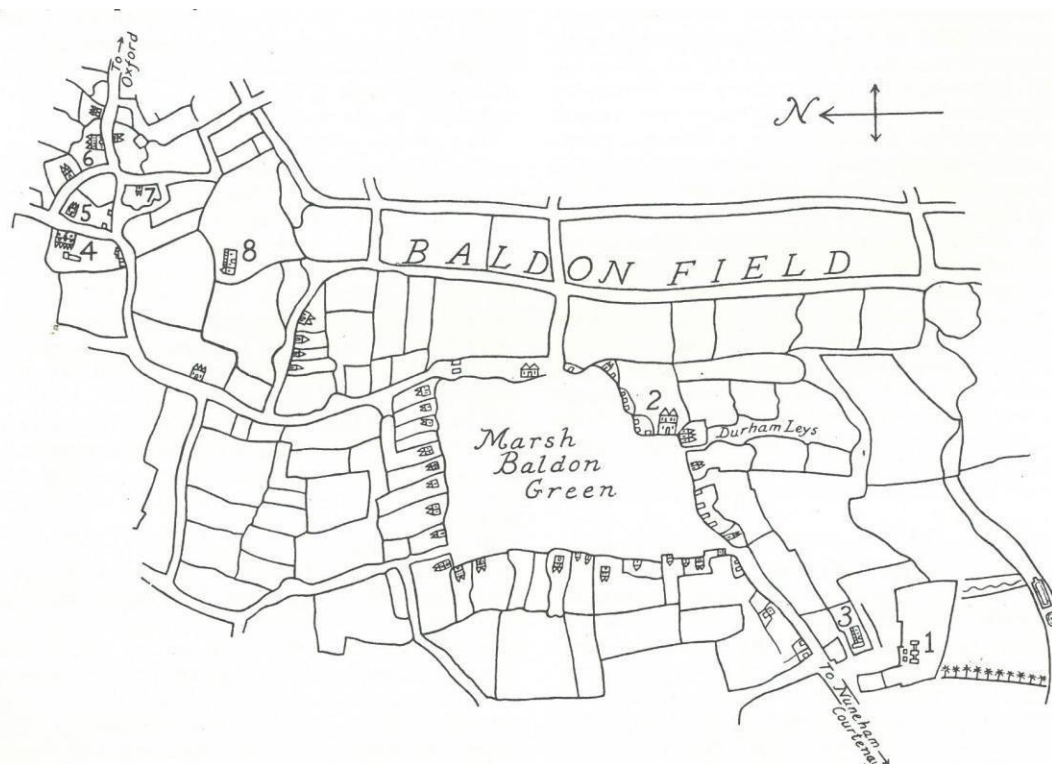 To Oxford
N
6
7
5
4
8
BALDON FIELD
2
Durham Leys
Marsh
Baldon
Green
3
1
To Nuneham
Courtenay